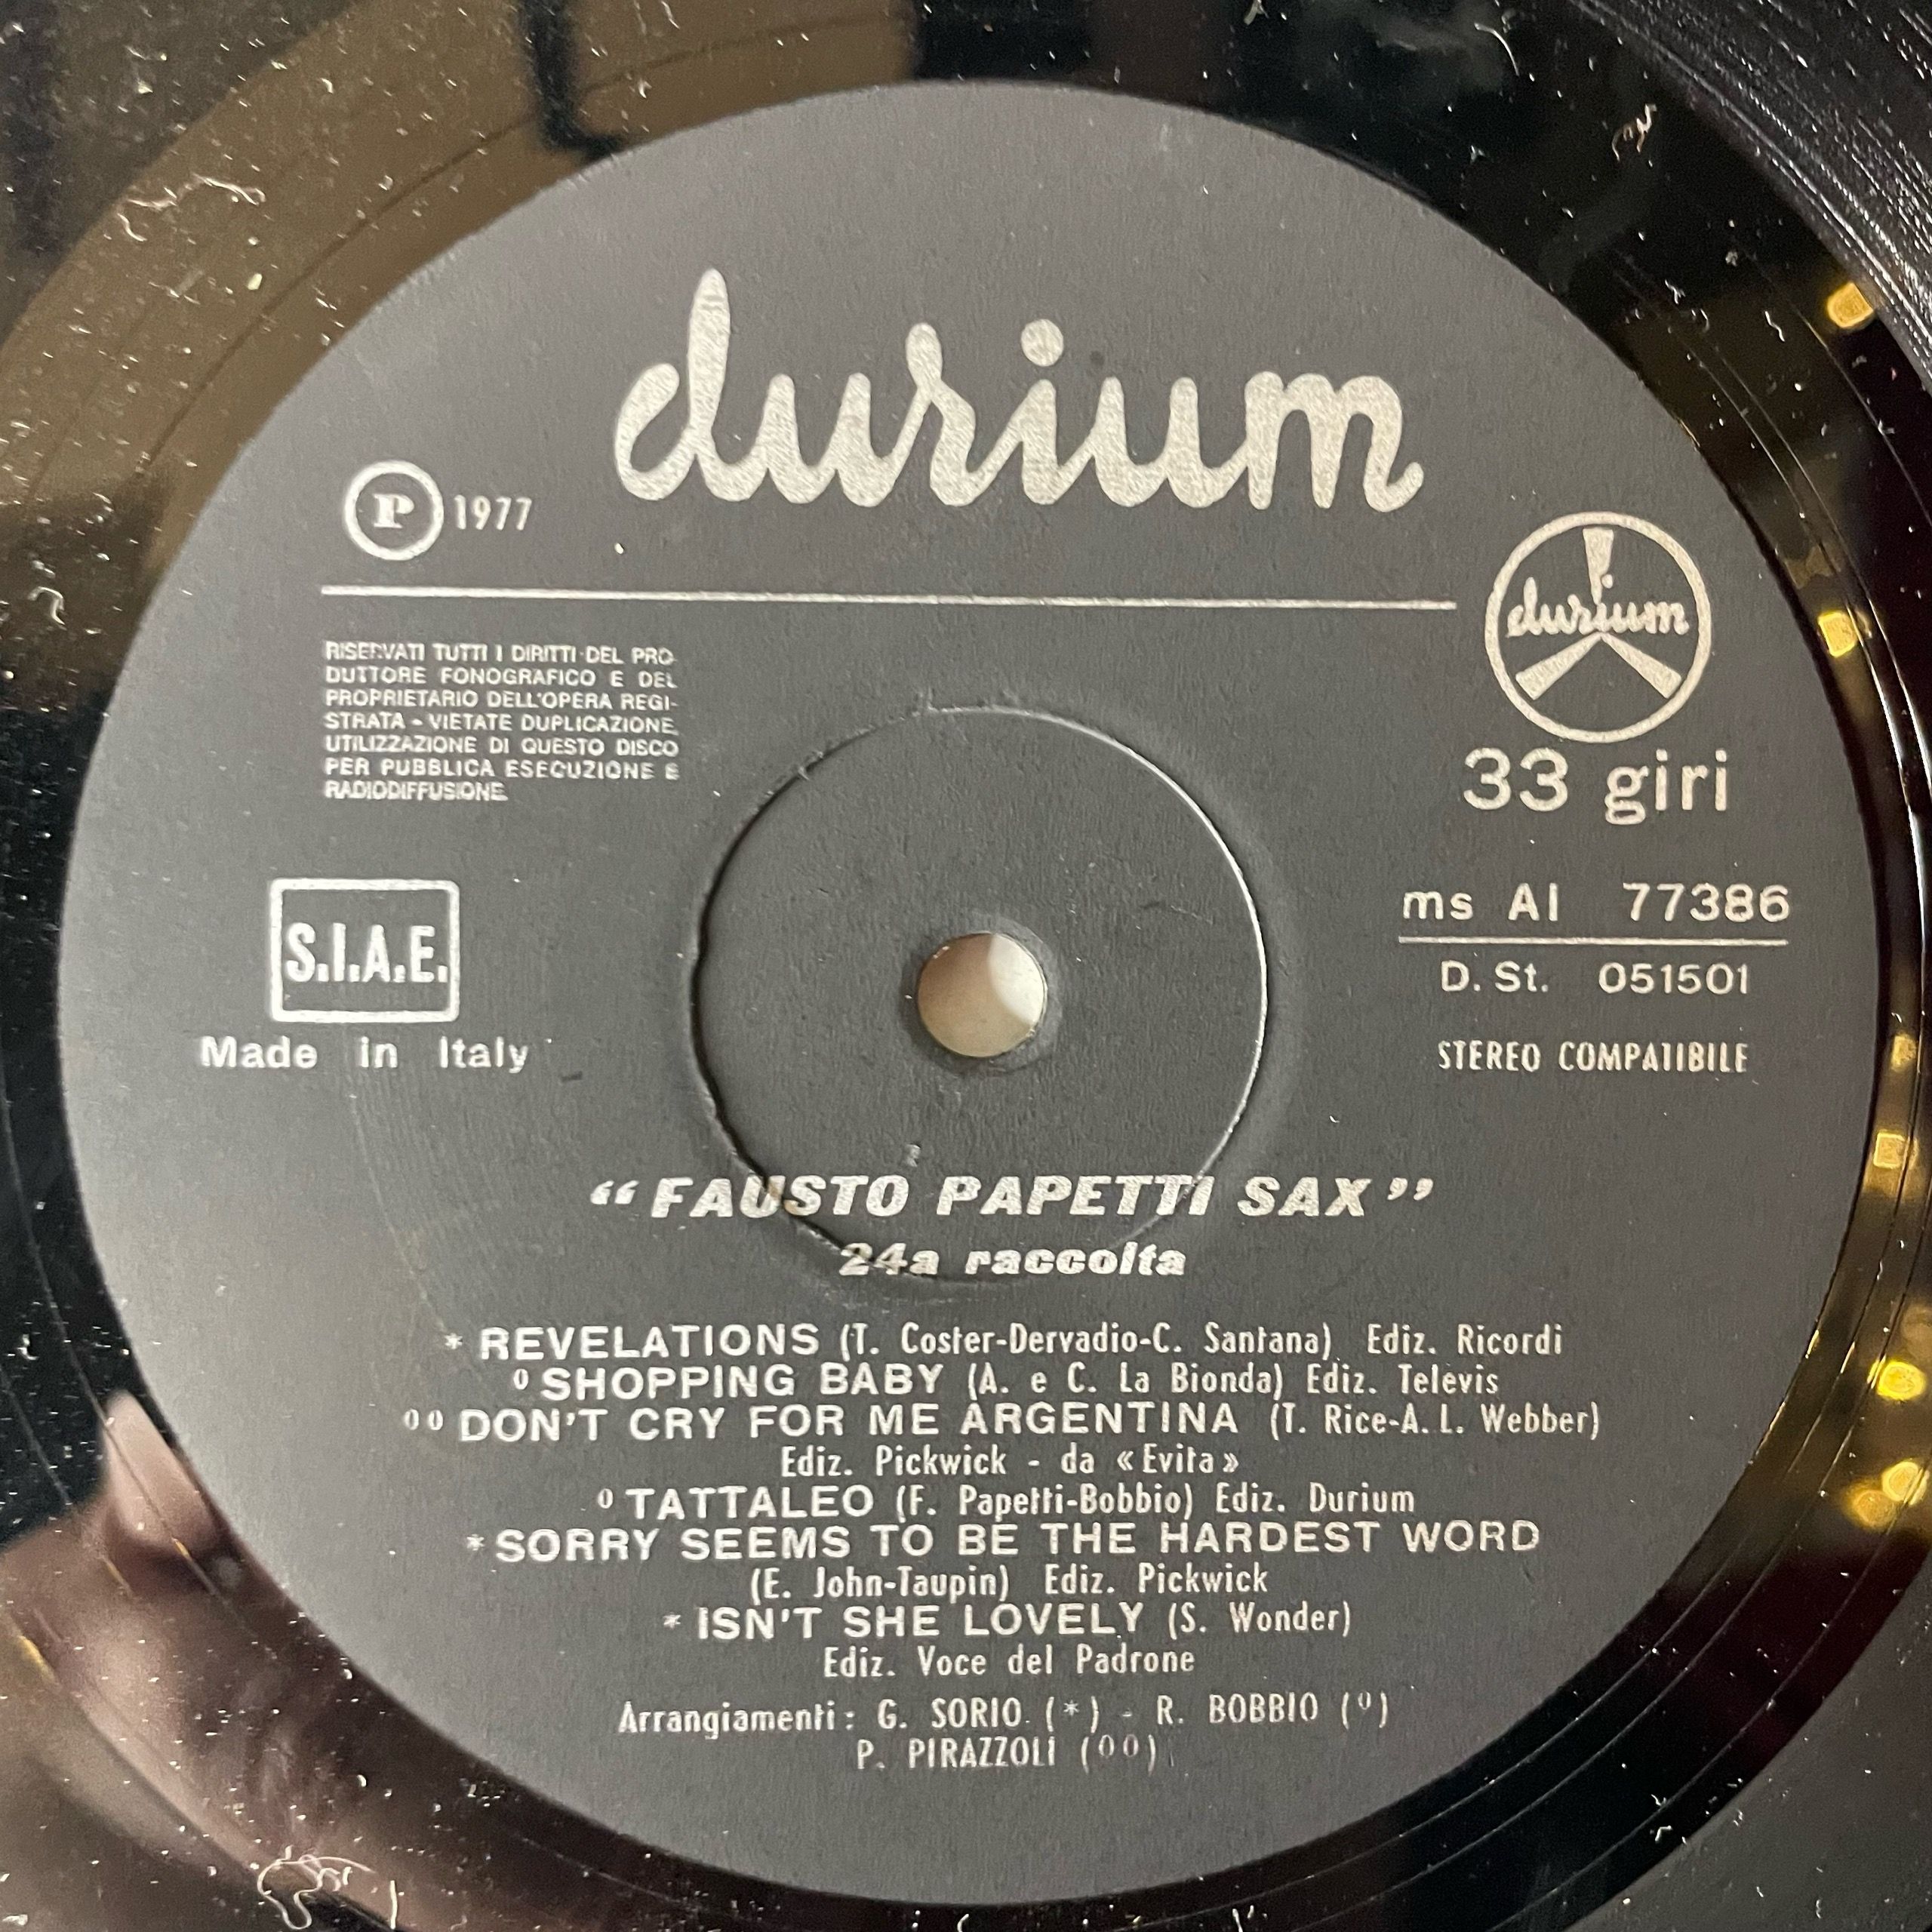 durium
P 1977
durium
RISERVATI TUTTI I DIRITTI DEL PRO-
DUTTORE FONOGRAFICO E DEL
PROPRIETARIO DELL'OPERA REGI-
STRATA - VIETATE DUPLICAZIONE,
UTILIZZAZIONE DI QUESTO DISCO
PER PUBBLICA ESECUZIONE E
RADIODIFFUSIONE.
33 giri
S.I.A.E.
Made in Italy
ms AI 77386
D. St. 051501
STEREO COMPATIBILE
“FAUSTO PAPETTI SAX”
24a raccolta
* REVELATIONS (T. Coster-Dervadio-C. Santana) Ediz. Ricordi
º SHOPPING BABY (A. e C. La Bionda) Ediz. Televis
ºº DON'T CRY FOR ME ARGENTINA (T. Rice-A. L. Webber)
Ediz. Pickwick - da «Evita»
º TATTALEO (F. Papetti-Bobbio) Ediz. Durium
* SORRY SEEMS TO BE THE HARDEST WORD
(E. John-Taupin) Ediz. Pickwick
* ISN'T SHE LOVELY (S. Wonder)
Ediz. Voce del Padrone
Arrangiamenti: G. SORIO (*) - R. BOBBIO (º)
P. PIRAZZOLI (ºº)